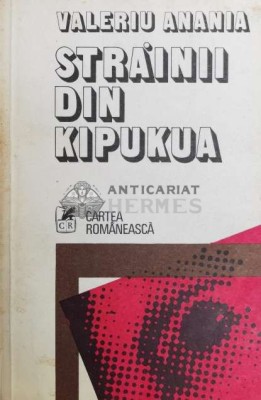 VALERIU ANANIA
STRĂINII
DIN
KIPUKUA
ANTICARIAT
HERMES
CR
CARTEA
ROMÂNEASCĂ